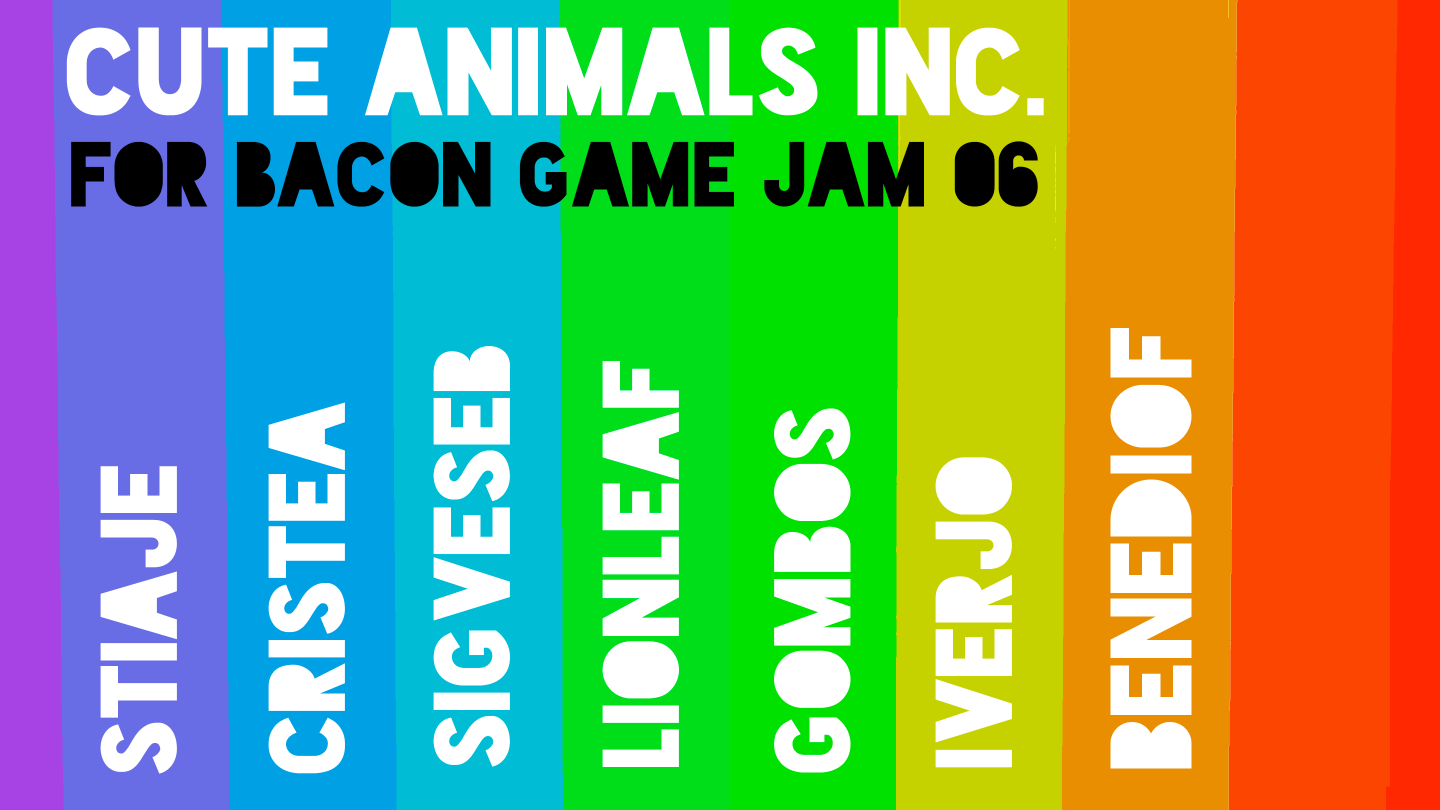 CUTE ANIMALS INC.
FOR BACON GAME JAM 06
STIAJE
CRISTEA
SIGVESEB
LIONLEAF
GOMBOS
IVERJO
BENEDIOF